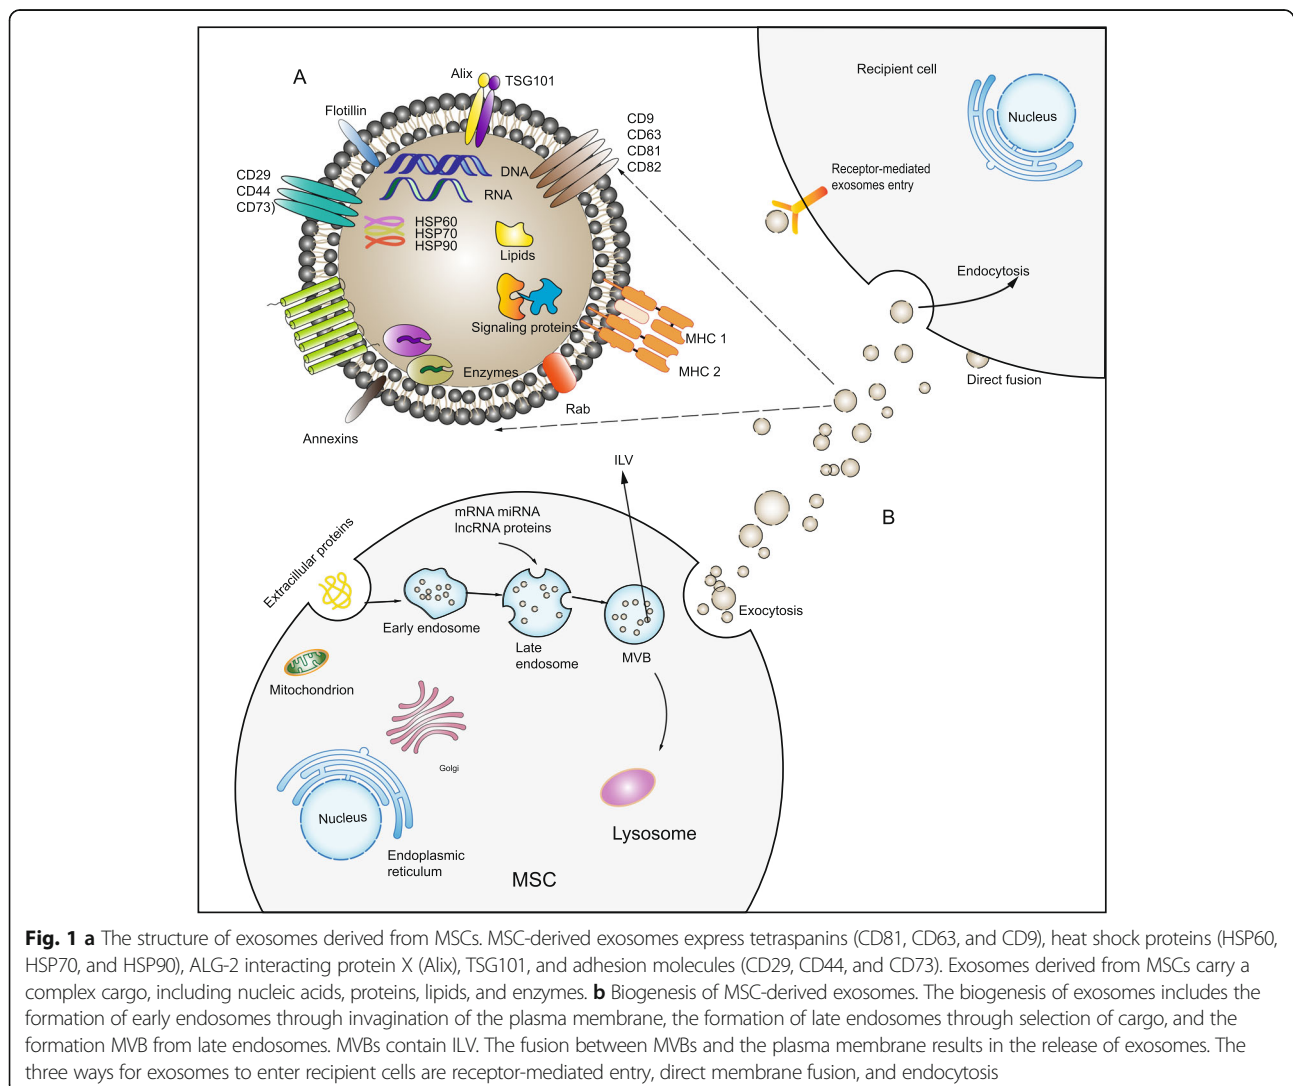 A
Alix
TSG101
Flotillin
CD9
CD63
CD81
CD82
CD29
CD44
CD73)
DNA
RNA
HSP60
HSP70
HSP90
Lipids
Signaling proteins
MHC 1
MHC 2
Enzymes
Rab
Annexins
Recipient cell
Nucleus
Receptor-mediated
exosomes entry
Endocytosis
Direct fusion
B
ILV
mRNA miRNA
lncRNA proteins
Extracillular proteins
Early endosome
Late
endosome
MVB
Exocytosis
Mitochondrion
Golgi
Nucleus
Endoplasmic
reticulum
Lysosome
MSC
Fig. 1 a The structure of exosomes derived from MSCs. MSC-derived exosomes express tetraspanins (CD81, CD63, and CD9), heat shock proteins (HSP60,
HSP70, and HSP90), ALG-2 interacting protein X (Alix), TSG101, and adhesion molecules (CD29, CD44, and CD73). Exosomes derived from MSCs carry a
complex cargo, including nucleic acids, proteins, lipids, and enzymes. b Biogenesis of MSC-derived exosomes. The biogenesis of exosomes includes the
formation of early endosomes through invagination of the plasma membrane, the formation of late endosomes through selection of cargo, and the
formation MVB from late endosomes. MVBs contain ILV. The fusion between MVBs and the plasma membrane results in the release of exosomes. The
three ways for exosomes to enter recipient cells are receptor-mediated entry, direct membrane fusion, and endocytosis